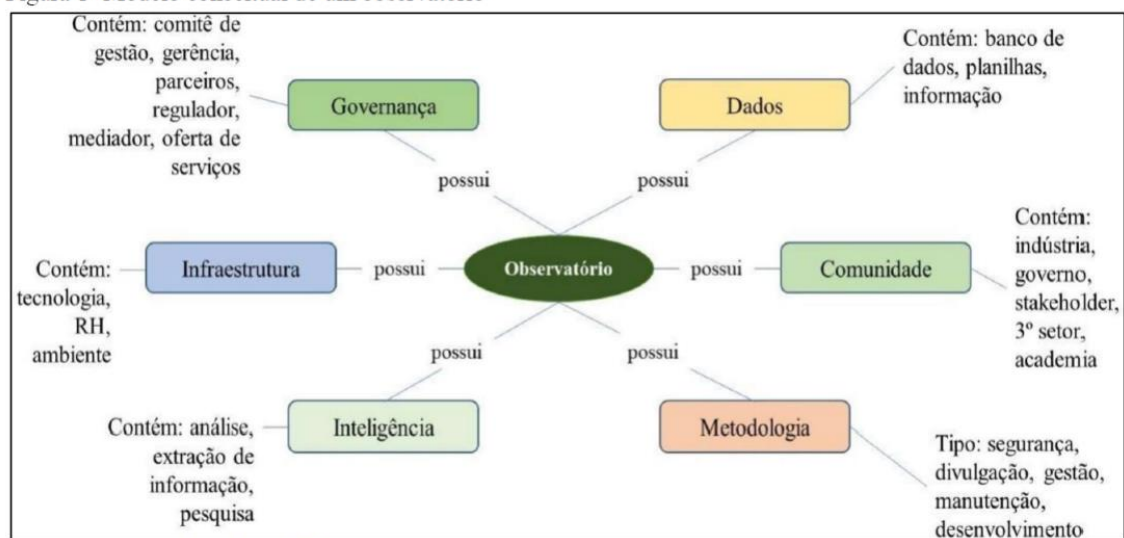 Contém: comitê de
gestão, gerência,
parceiros,
regulador,
mediador, oferta de
serviços
Governança
Dados
Contém: banco de
dados, planilhas,
informação
possui
possui
Contém:
tecnologia,
RH,
ambiente
Infraestrutura
possui
Observatório
possui
Comunidade
Contém:
indústria,
governo,
stakeholder,
3º setor,
academia
possui
possui
Contém: análise,
extração de
informação,
pesquisa
Inteligência
Metodologia
Tipo: segurança,
divulgação, gestão,
manutenção,
desenvolvimento